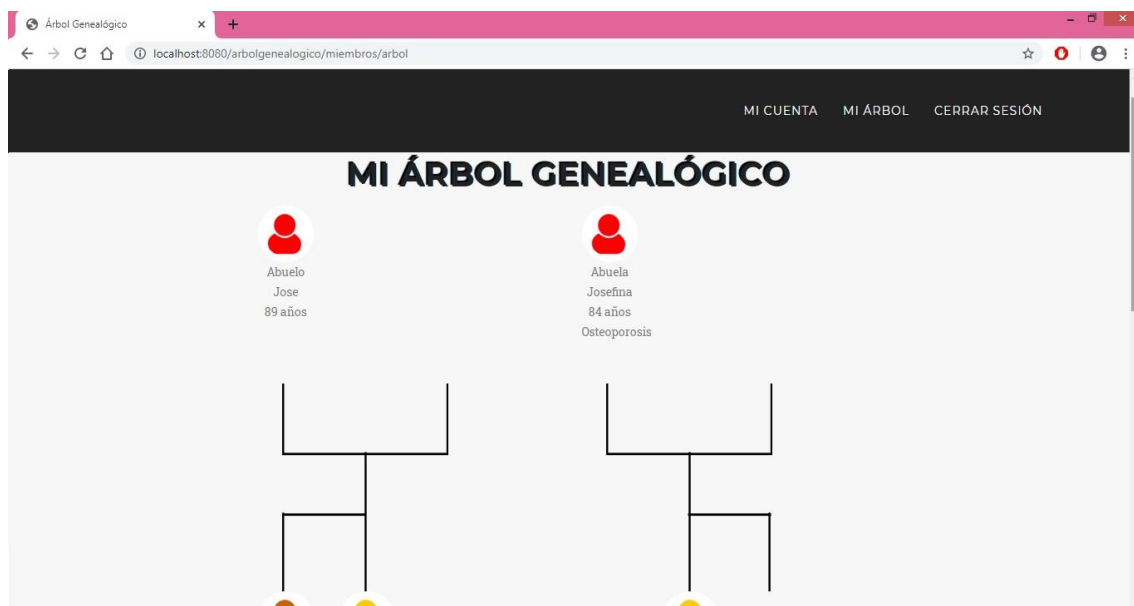 Árbol Genealógico
localhost:8080/arbolgenealogico/miembros/arbol
MI CUENTA MI ÁRBOL CERRAR SESIÓN
MI ÁRBOL GENEALÓGICO
Abuelo
Jose
89 años
Abuela
Josefina
84 años
Osteoporosis